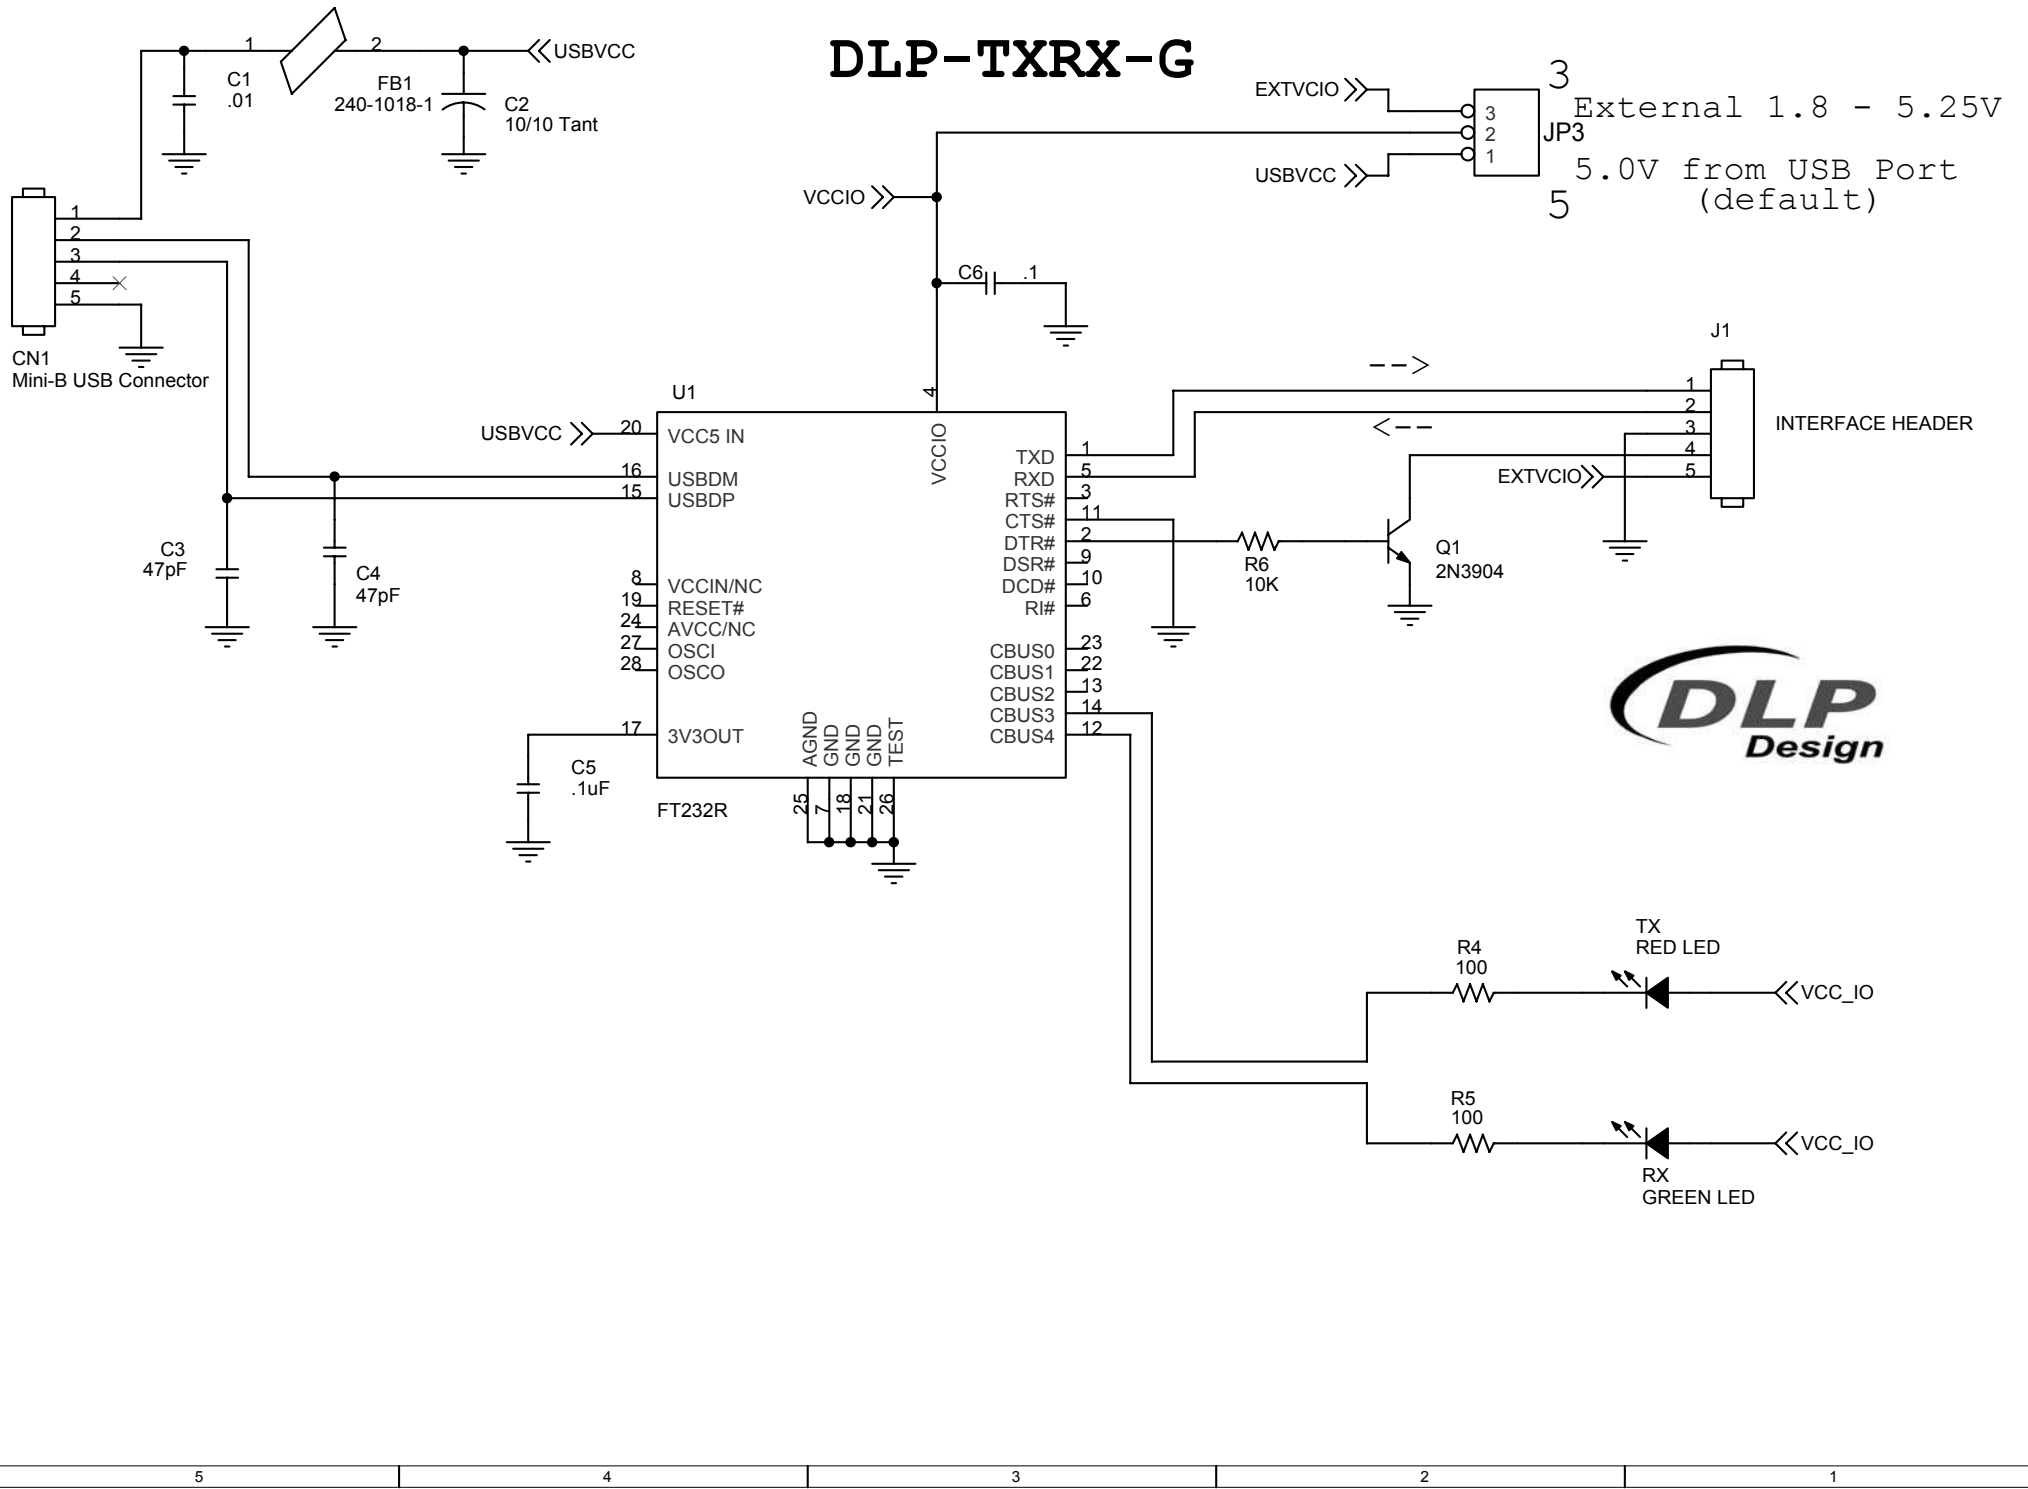 DLP-TXRX-G
1
2
USBVCC
C1
.01
FB1
240-1018-1
C2
10/10 Tant
EXTVCIO
3
2
1
JP3
USBVCC
3
External 1.8 - 5.25V
5.0V from USB Port
(default)
5
VCCIO
C6
.1
1
2
3
4
5
CN1
Mini-B USB Connector
J1
-->
<--
1
2
3
4
5
INTERFACE HEADER
EXTVCIO
U1
4
VCCIO
USBVCC
20
VCC5 IN
16
USBDM
15
USBDP
8
VCCIN/NC
19
RESET#
24
AVCC/NC
27
OSCI
28
OSCO
17
3V3OUT
TXD
1
RXD
5
RTS#
3
CTS#
11
DTR#
2
DSR#
9
DCD#
10
RI#
6
CBUS0
23
CBUS1
22
CBUS2
13
CBUS3
14
CBUS4
12
AGND
GND
GND
GND
TEST
25
7
18
21
26
FT232R
C3
47pF
C4
47pF
C5
.1uF
R6
10K
Q1
2N3904
DLP
Design
TX
RED LED
R4
100
VCC_IO
R5
100
VCC_IO
RX
GREEN LED
5
4
3
2
1